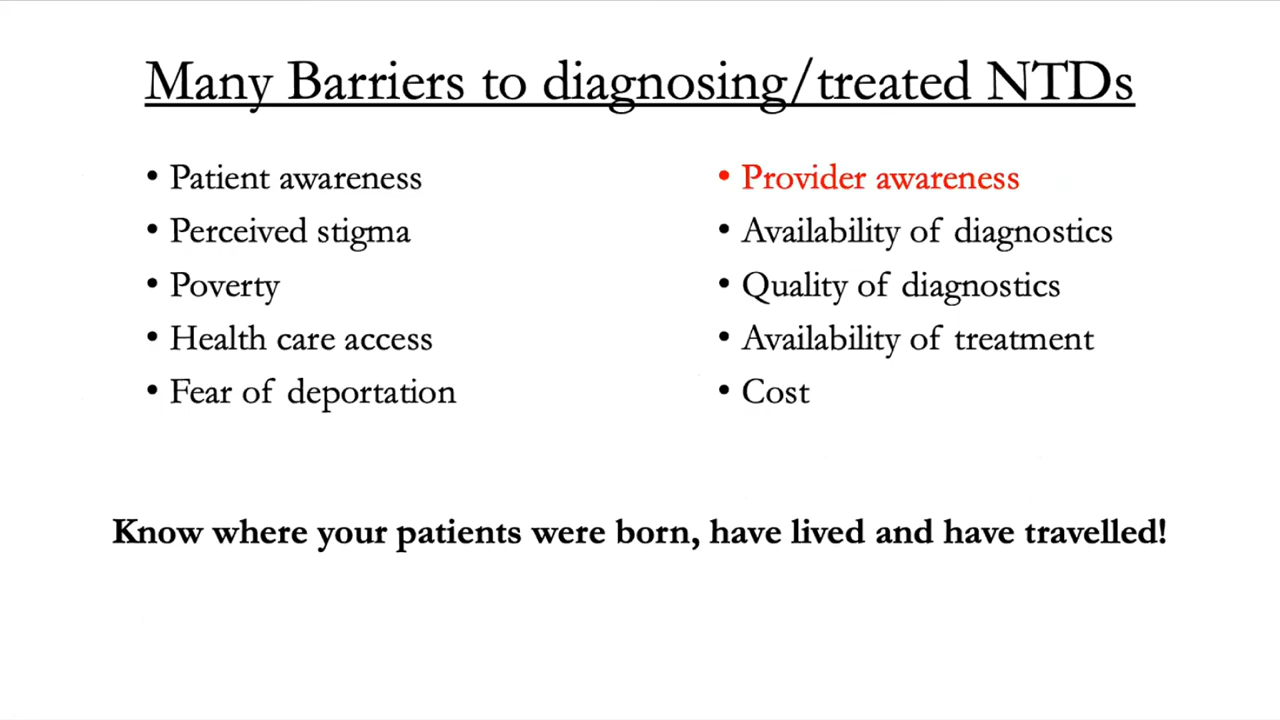 Many Barriers to diagnosing/treated NTDs
• Patient awareness
• Perceived stigma
• Poverty
• Health care access
• Fear of deportation
• Provider awareness
• Availability of diagnostics
• Quality of diagnostics
• Availability of treatment
• Cost
Know where your patients were born, have lived and have travelled!